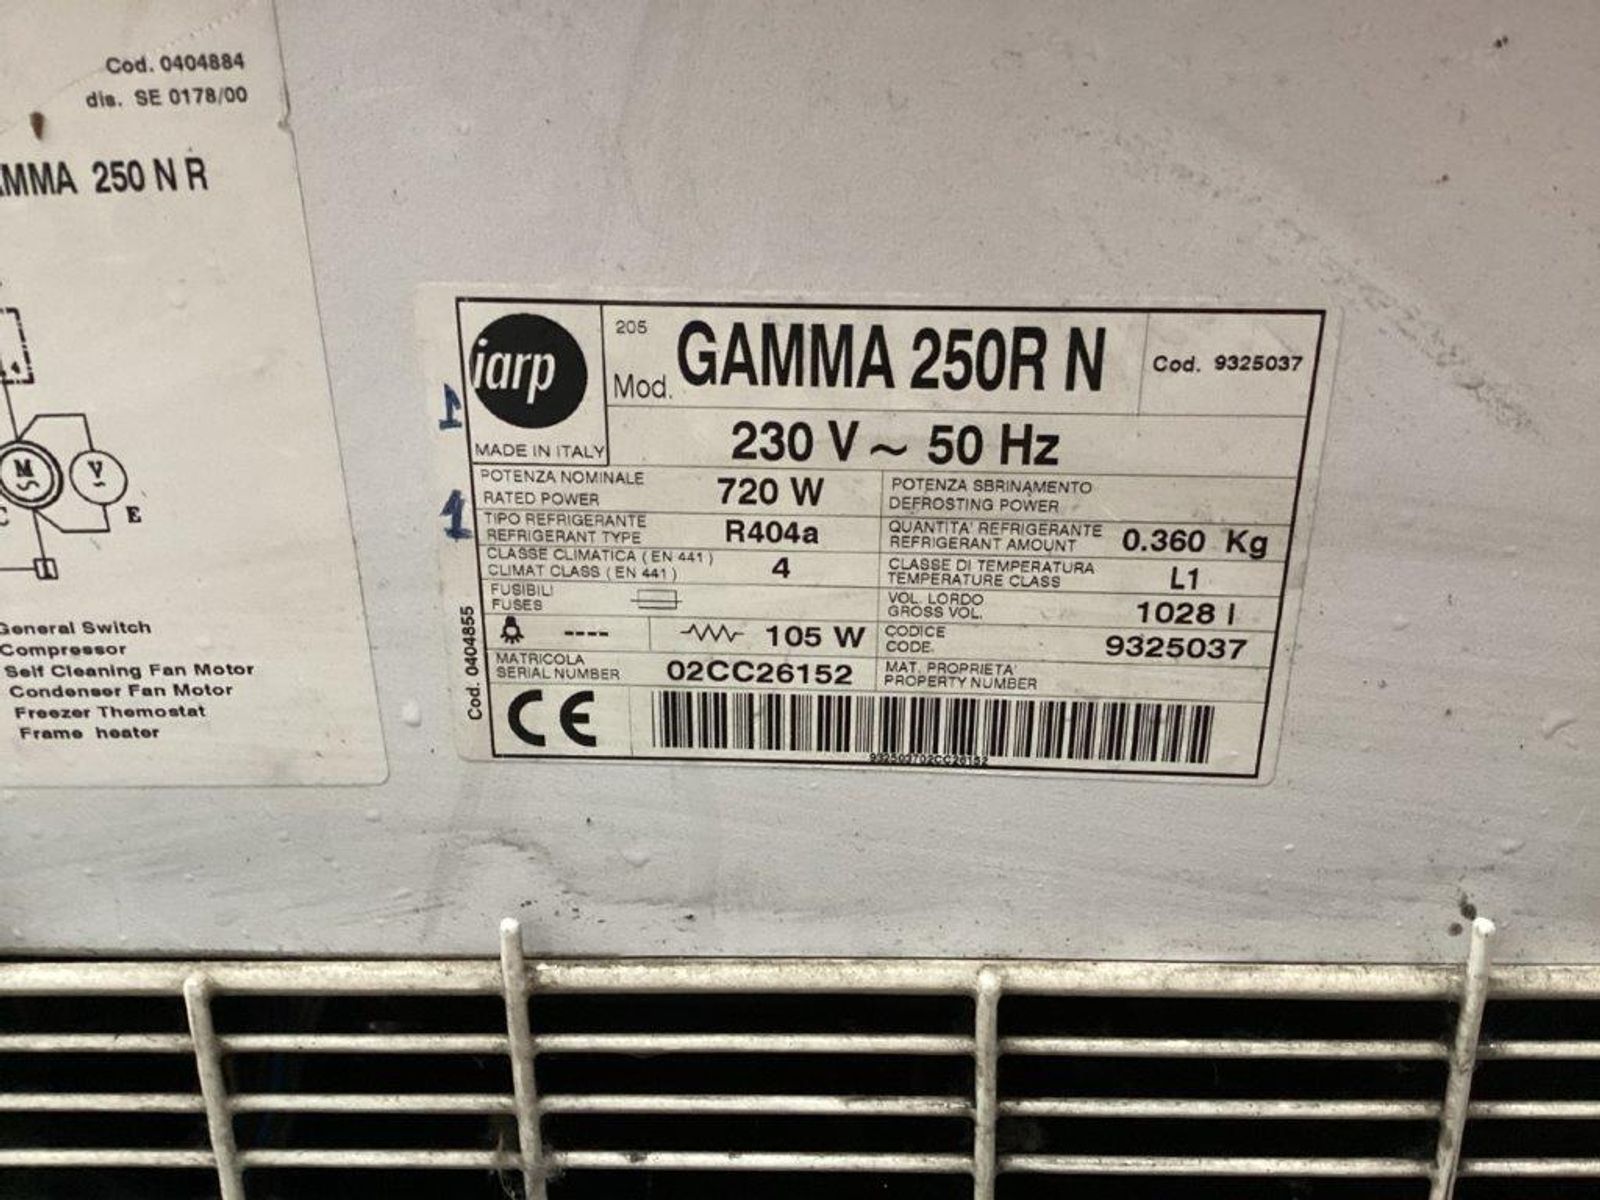 Cod. 0404884
dis. SE 0178/00
MMA 250 N R
M
V
C
E
General Switch
Compressor
Self Cleaning Fan Motor
Condenser Fan Motor
Freezer Themostat
Frame heater
1
1
Cod. 0404855
iarp
MADE IN ITALY
205
Mod. GAMMA 250R N
Cod. 9325037
230 V ~ 50 Hz
POTENZA NOMINALE
RATED POWER
720 W
POTENZA SBRINAMENTO
DEFROSTING POWER
TIPO REFRIGERANTE
REFRIGERANT TYPE
R404a
QUANTITA' REFRIGERANTE
REFRIGERANT AMOUNT
0.360 Kg
CLASSE CLIMATICA (EN 441)
CLIMAT CLASS (EN 441)
4
CLASSE DI TEMPERATURA
TEMPERATURE CLASS
L1
FUSIBILI
FUSES
VOL. LORDO
GROSS VOL.
1028 l
----
105 W
CODICE
CODE.
9325037
MATRICOLA
SERIAL NUMBER
02CC26152
MAT. PROPRIETA'
PROPERTY NUMBER
CE
932503702CC26152